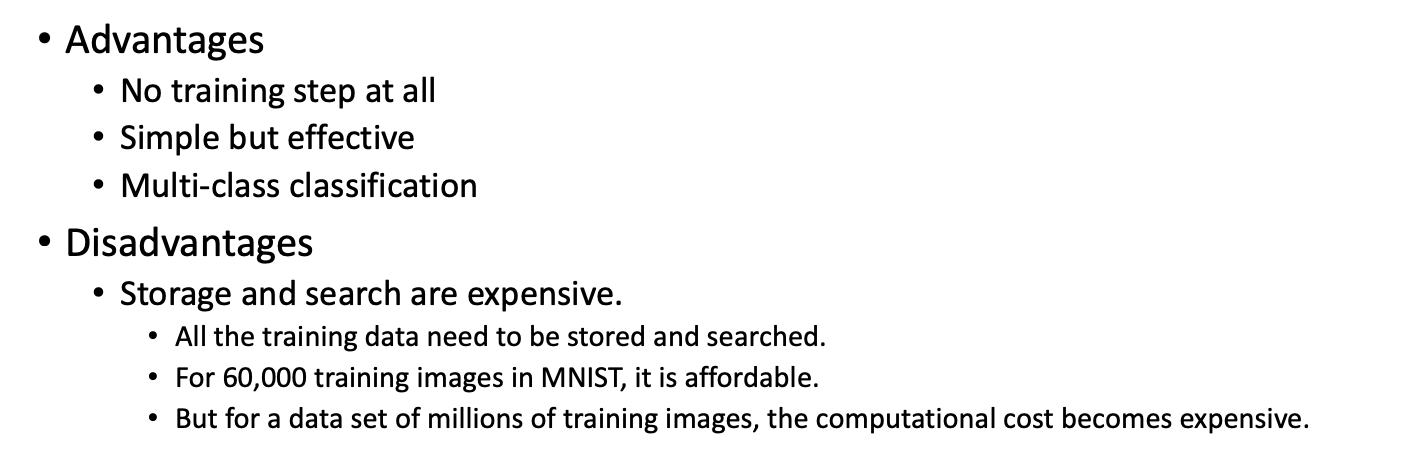 • Advantages
• No training step at all
• Simple but effective
• Multi-class classification
• Disadvantages
• Storage and search are expensive.
• All the training data need to be stored and searched.
• For 60,000 training images in MNIST, it is affordable.
• But for a data set of millions of training images, the computational cost becomes expensive.